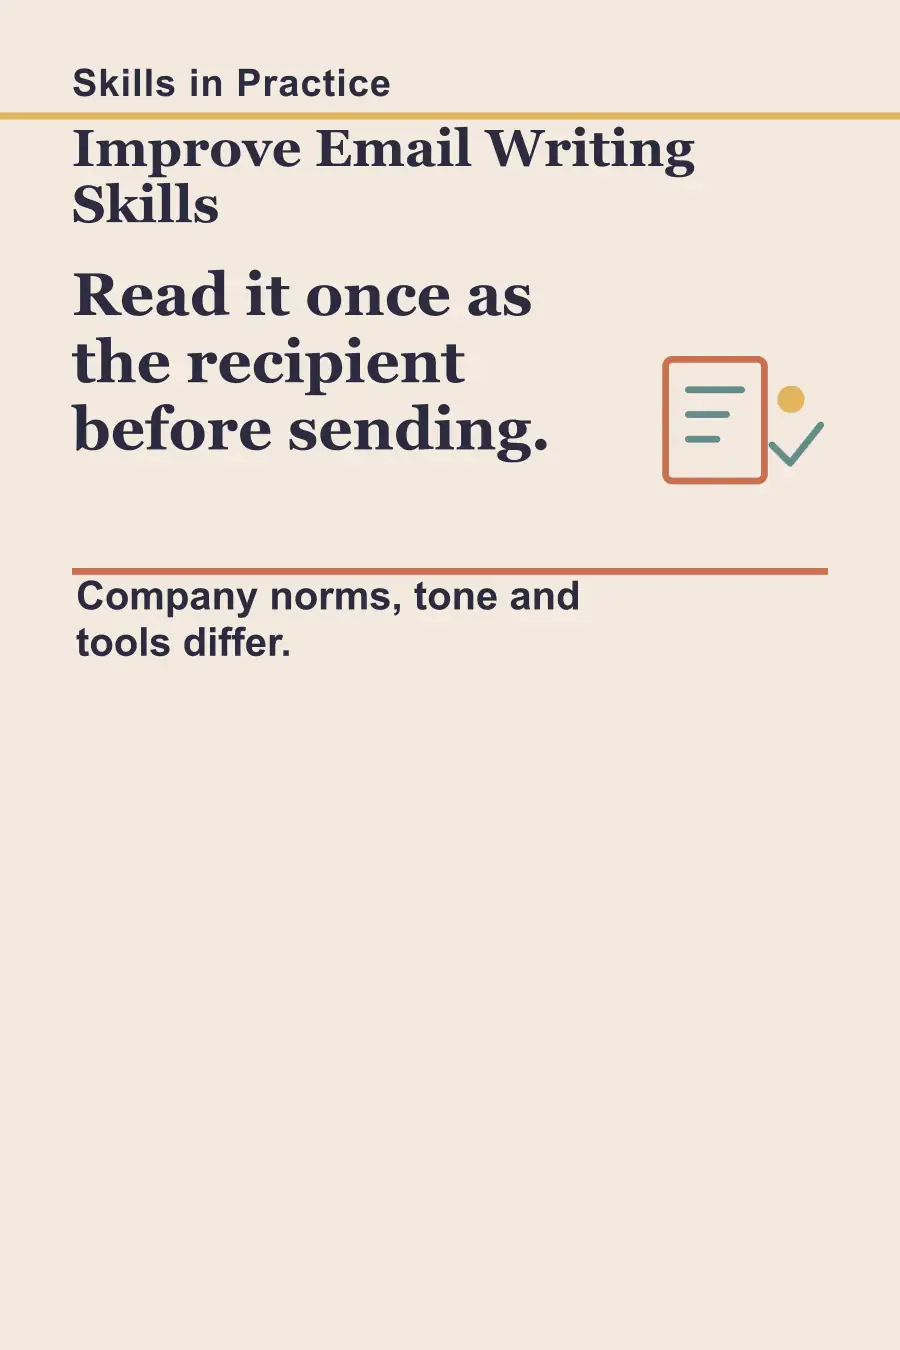 Skills in Practice
Improve Email Writing
Skills
Read it once as
the recipient
before sending.
Company norms, tone and
tools differ.